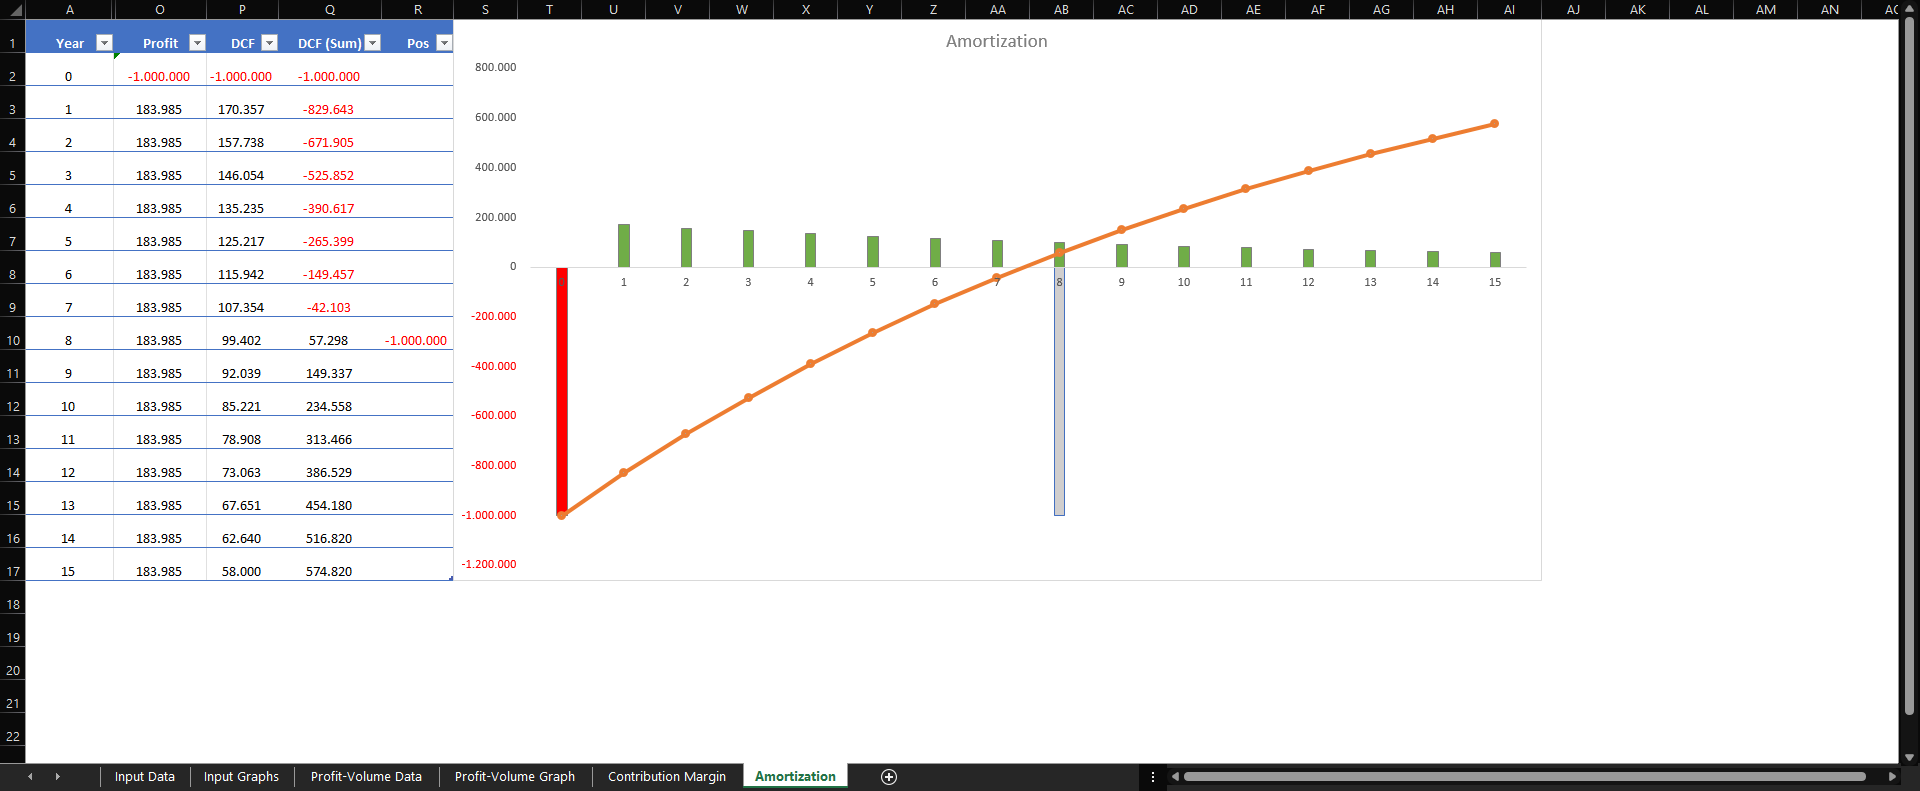 A O P Q R S T U V W X Y Z AA AB AC AD AE AF AG AH AI AJ AK AL AM AN AO
1 Year Profit DCF DCF (Sum) Pos
2 0 -1.000.000 -1.000.000 -1.000.000
3 1 183.985 170.357 -829.643
4 2 183.985 157.738 -671.905
5 3 183.985 146.054 -525.852
6 4 183.985 135.235 -390.617
7 5 183.985 125.217 -265.399
8 6 183.985 115.942 -149.457
9 7 183.985 107.354 -42.103
10 8 183.985 99.402 57.298 -1.000.000
11 9 183.985 92.039 149.337
12 10 183.985 85.221 234.558
13 11 183.985 78.908 313.466
14 12 183.985 73.063 386.529
15 13 183.985 67.651 454.180
16 14 183.985 62.640 516.820
17 15 183.985 58.000 574.820
18
19
20
21
22
Amortization
800.000
600.000
400.000
200.000
0
-200.000
-400.000
-600.000
-800.000
-1.000.000
-1.200.000
0 1 2 3 4 5 6 7 8 9 10 11 12 13 14 15
Input Data Input Graphs Profit-Volume Data Profit-Volume Graph Contribution Margin Amortization